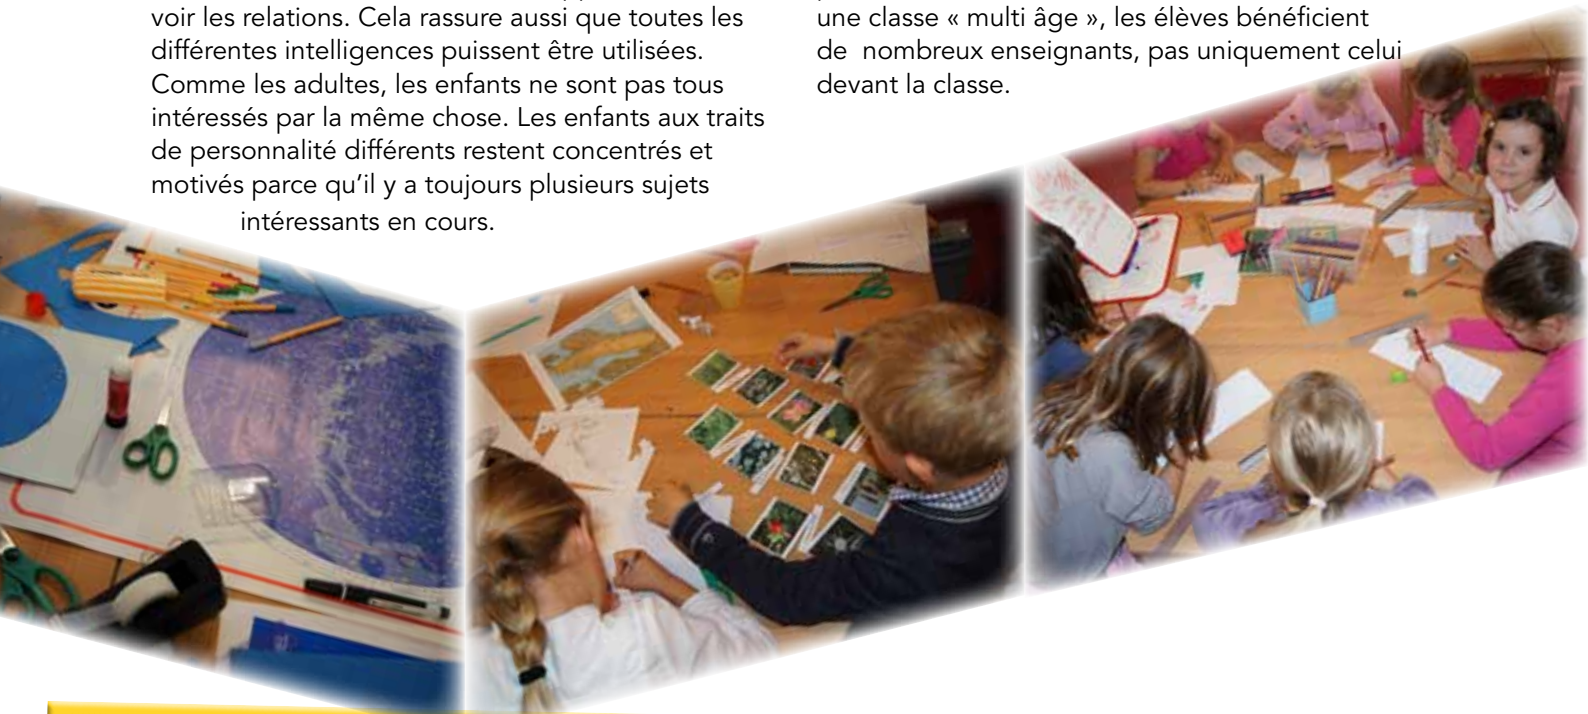 voir les relations. Cela rassure aussi que toutes les
différentes intelligences puissent être utilisées.
Comme les adultes, les enfants ne sont pas tous
intéressés par la même chose. Les enfants aux traits
de personnalité différents restent concentrés et
motivés parce qu’il y a toujours plusieurs sujets
intéressants en cours.
une classe « multi âge », les élèves bénéficient
de  nombreux enseignants, pas uniquement celui
devant la classe.